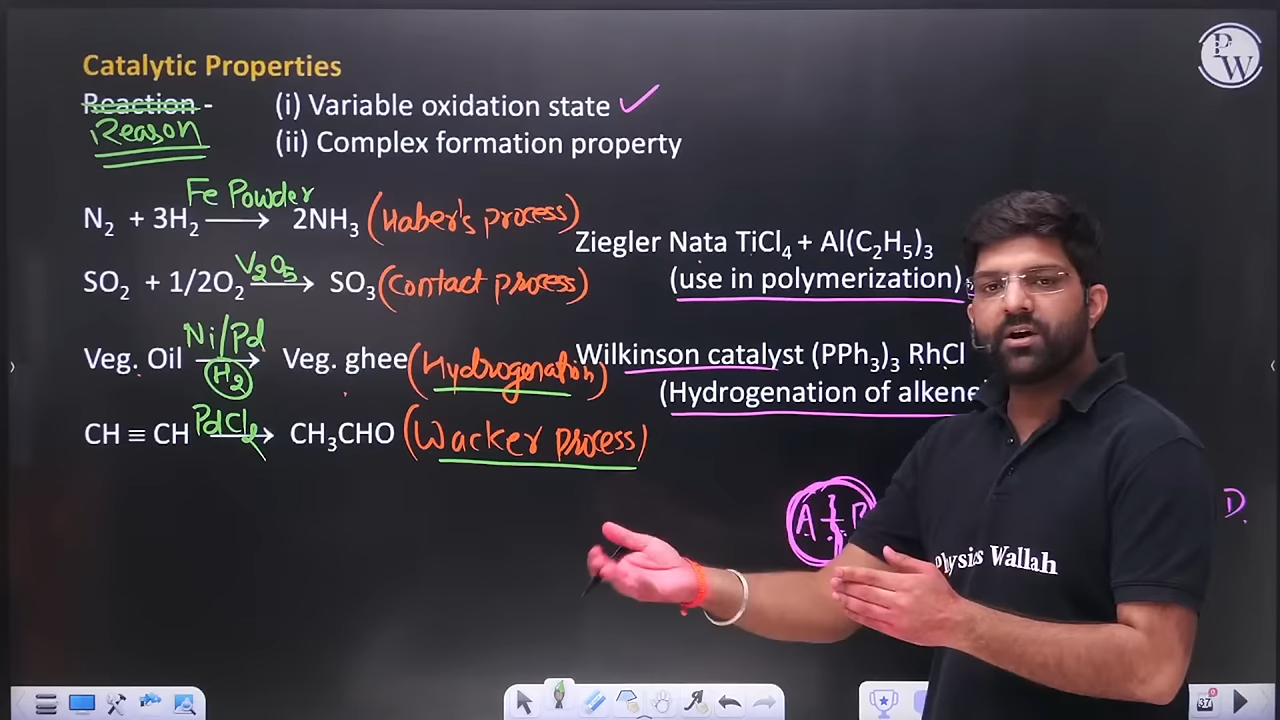 Catalytic Properties
Reaction - (i) Variable oxidation state
Reason
(ii) Complex formation property
Fe Powder
N₂ + 3H₂ ⟶ 2NH₃ (Haber's process)
Ziegler Nata TiCl₄ + Al(C₂H₅)₃
(use in polymerization)
V₂O₅
SO₂ + 1/2O₂ ⟶ SO₃ (Contact process)
Ni/Pd
Veg. Oil ⟶ Veg. ghee (Hydrogenation)
H₂
Wilkinson catalyst (PPh₃)₃ RhCl
(Hydrogenation of alkene
PdCl₂
CH ≡ CH ⟶ CH₃CHO (Wacker process)
A +
D.
Physics Wallah
PW
37